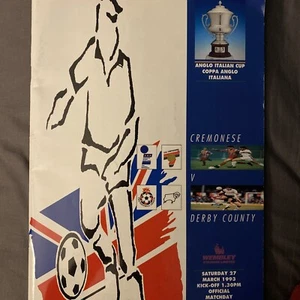 ANGLO ITALIAN CUP
COPPA ANGLO
ITALIANA
CREMONESE
V
DERBY COUNTY
WEMBLEY
SATURDAY 27
MARCH 1993
KICK-OFF 1.30PM
OFFICIAL
MATCHDAY